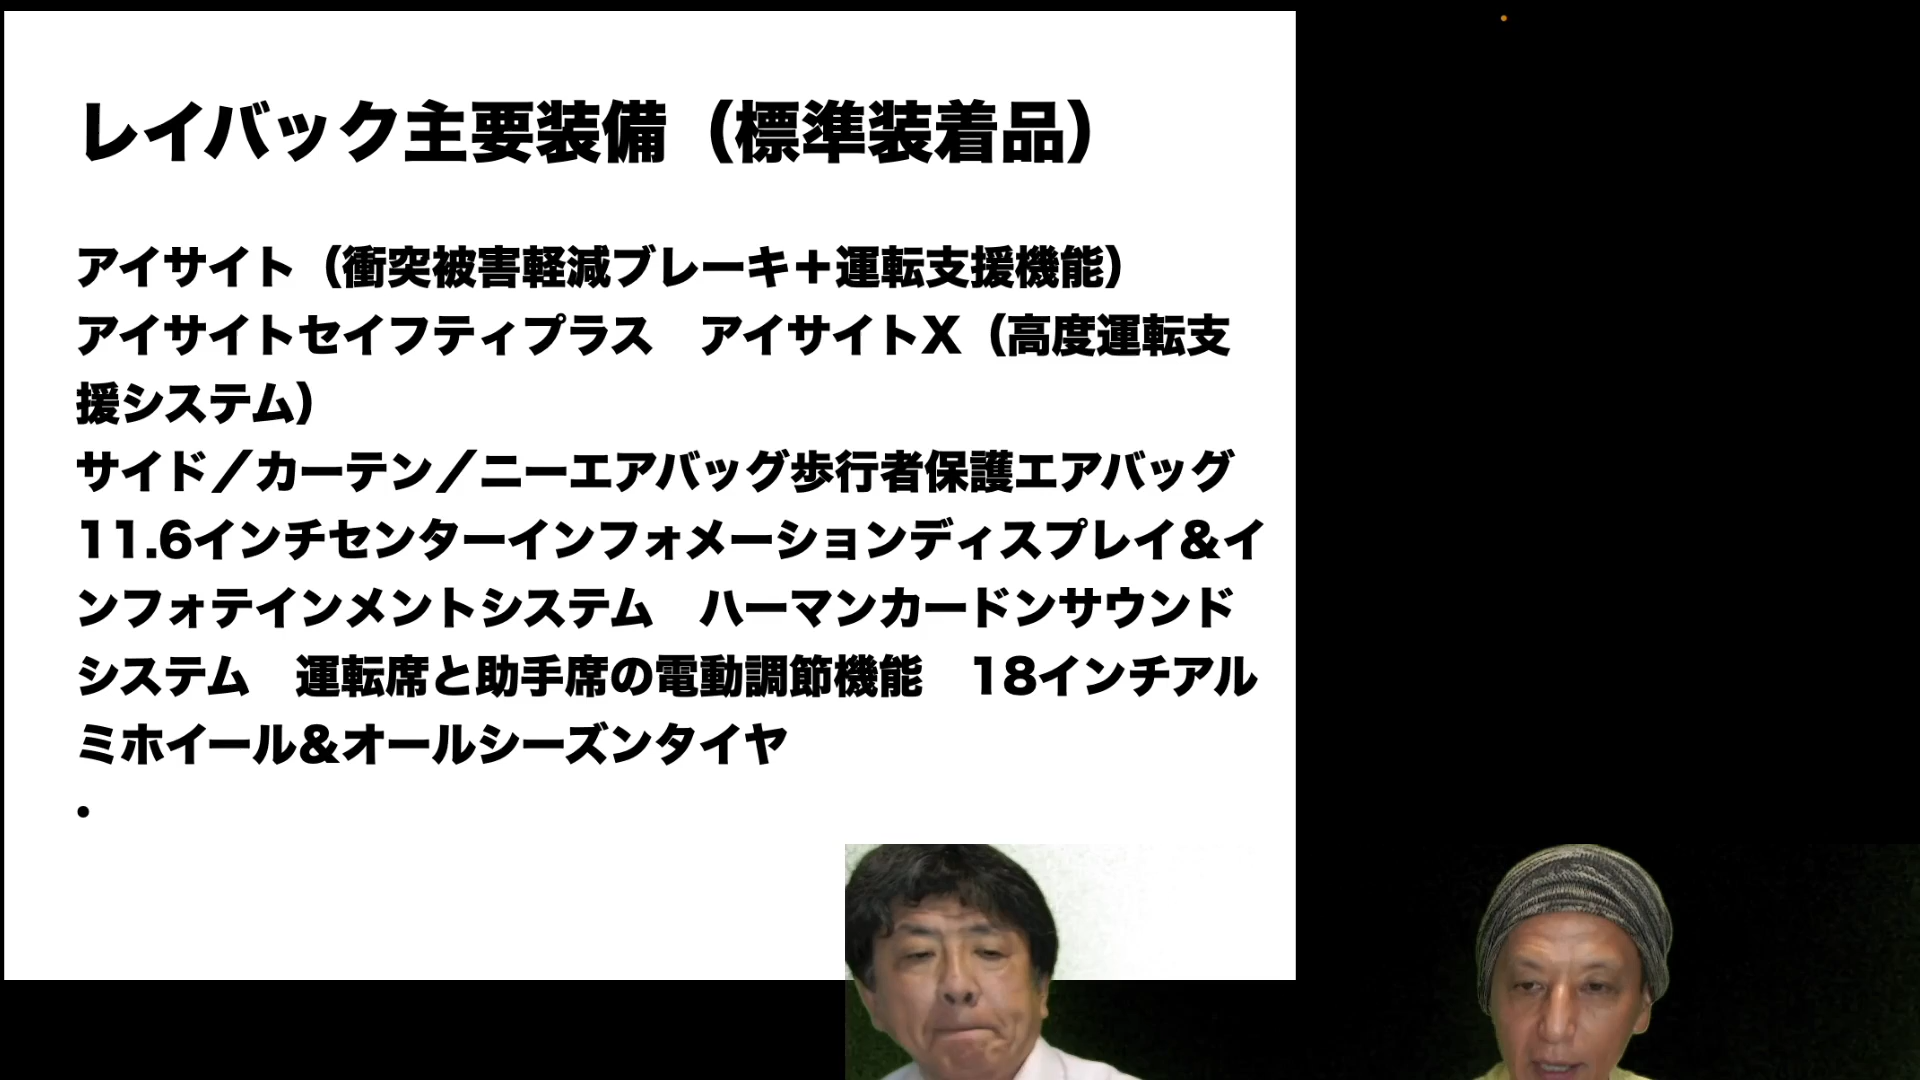 レイバック主要装備（標準装着品）
アイサイト（衝突被害軽減ブレーキ＋運転支援機能）
アイサイトセイフティプラス　アイサイトX（高度運転支
援システム）
サイド／カーテン／ニーエアバッグ歩行者保護エアバッグ
11.6インチセンターインフォメーションディスプレイ&イ
ンフォテインメントシステム　ハーマンカードンサウンド
システム　運転席と助手席の電動調節機能　18インチアル
ミホイール&オールシーズンタイヤ
•